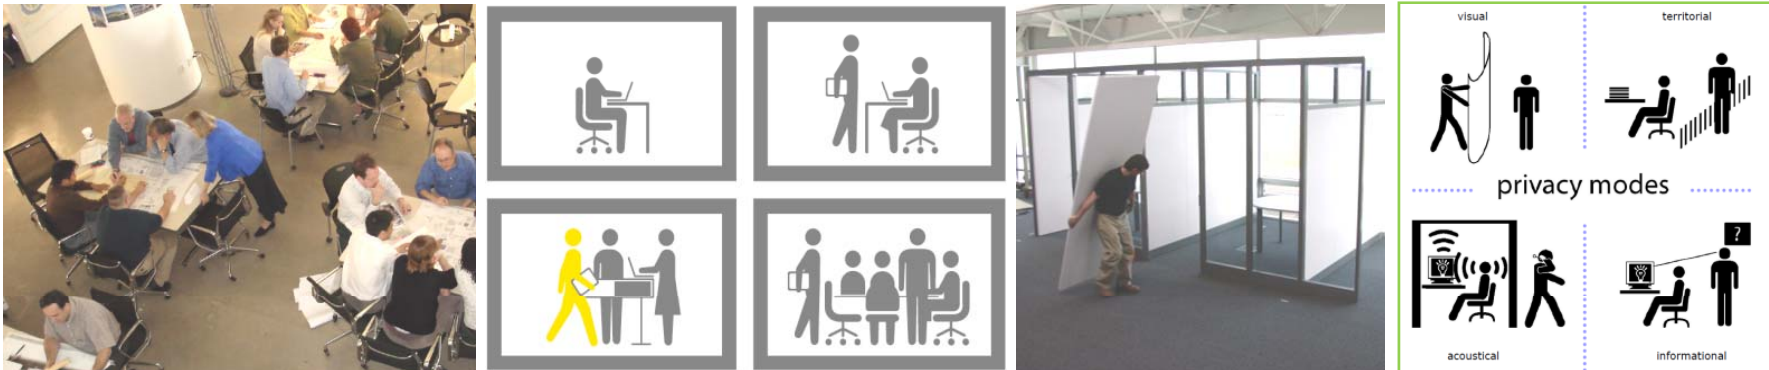 visual
territorial
privacy modes
?
acoustical
informational